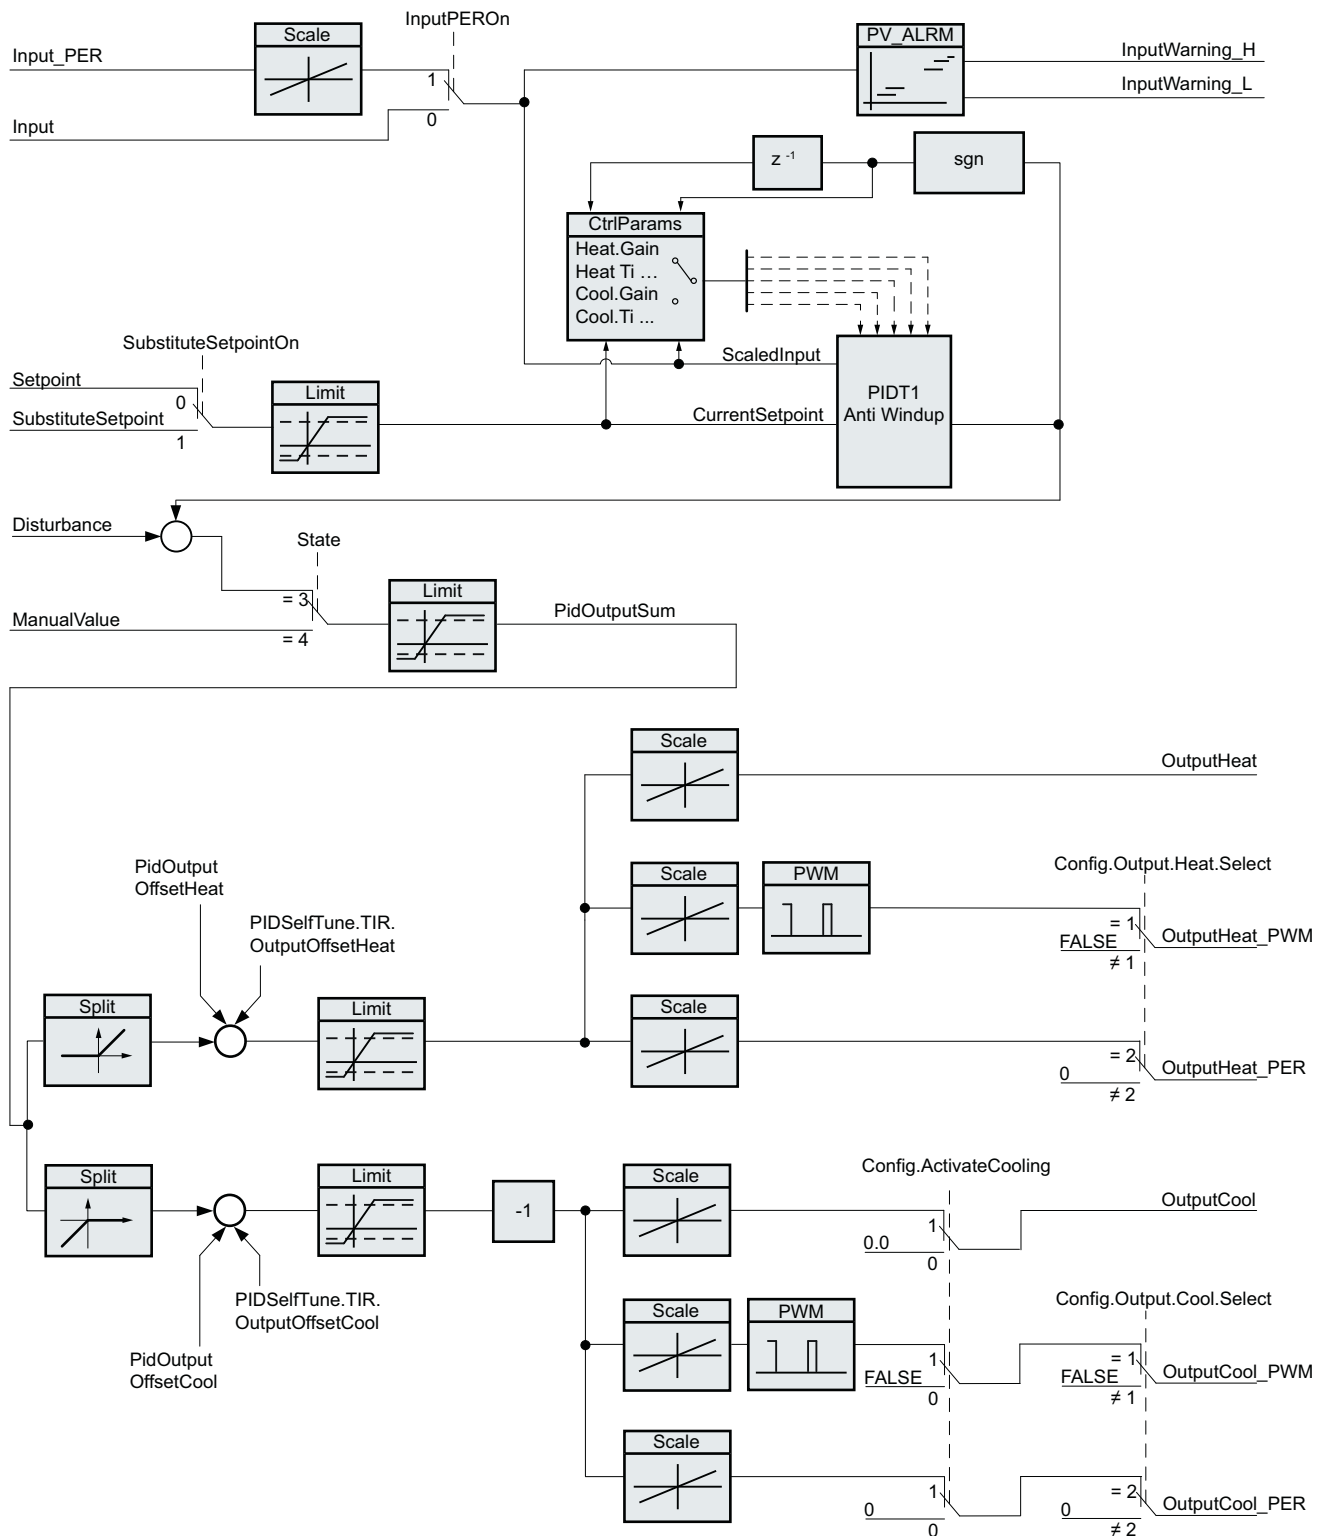 InputPEROn
Scale
PV_ALRM
Input_PER
InputWarning_H
1
InputWarning_L
Input
0
z -1
sgn
CtrlParams
Heat.Gain
Heat Ti ...
Cool.Gain
Cool.Ti ...
SubstituteSetpointOn
ScaledInput
Setpoint
0
Limit
PIDT1
Anti Windup
SubstituteSetpoint
CurrentSetpoint
1
Disturbance
State
Limit
= 3
PidOutputSum
ManualValue
= 4
Scale
OutputHeat
PidOutput
OffsetHeat
Config.Output.Heat.Select
Scale
PWM
PIDSelfTune.TIR.
OutputOffsetHeat
= 1
OutputHeat_PWM
FALSE
≠ 1
Split
Limit
Scale
= 2
OutputHeat_PER
0
≠ 2
Config.ActivateCooling
Split
Limit
Scale
OutputCool
-1
1
0.0
0
PIDSelfTune.TIR.
OutputOffsetCool
Config.Output.Cool.Select
Scale
PWM
PidOutput
OffsetCool
1
FALSE
0
= 1
FALSE
≠ 1
OutputCool_PWM
Scale
1
0
0
= 2
0
≠ 2
OutputCool_PER